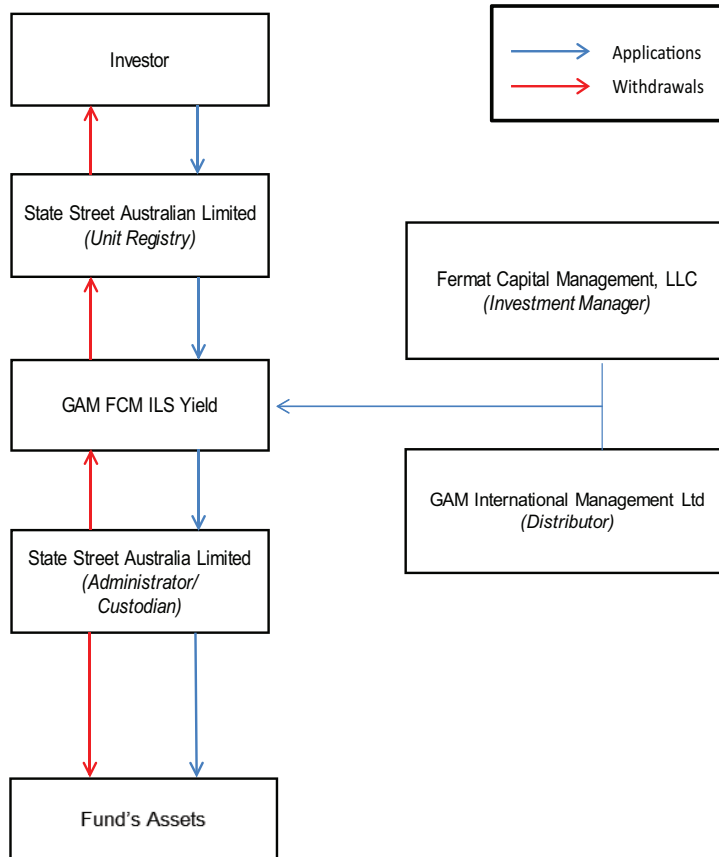 Investor
Applications
Withdrawals
State Street Australian Limited
(Unit Registry)
Fermat Capital Management, LLC
(Investment Manager)
GAM FCM ILS Yield
GAM International Management Ltd
(Distributor)
State Street Australia Limited
(Administrator/
Custodian)
Fund's Assets